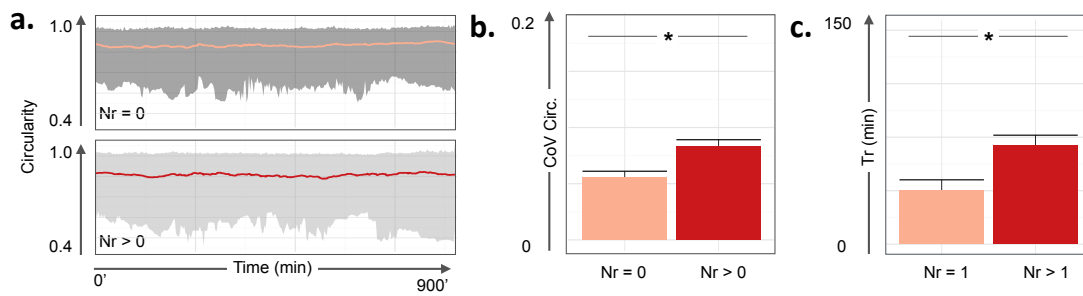 a.
1.0
Nr = 0
0.4
Circularity
1.0
Nr > 0
0.4
Time (min)
0'
900'
b.
0.2
*
CoV Circ.
0
Nr = 0
Nr > 0
c.
150
*
Tr (min)
0
Nr = 1
Nr > 1